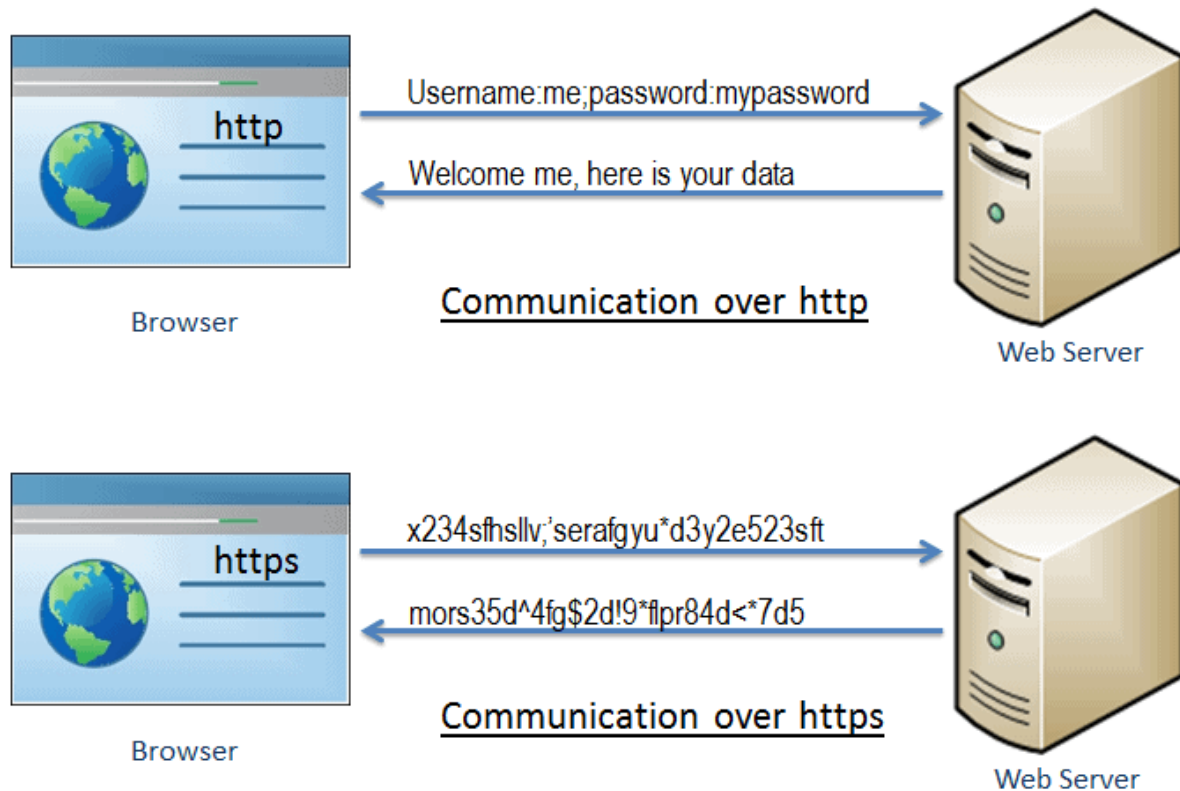 http
Username:me;password:mypassword
Welcome me, here is your data
Communication over http
Browser
Web Server
https
x234sfhsllv;’serafgyu*d3y2e523sft
mors35d^4fg$2d!9*flpr84d<*7d5
Communication over https
Browser
Web Server